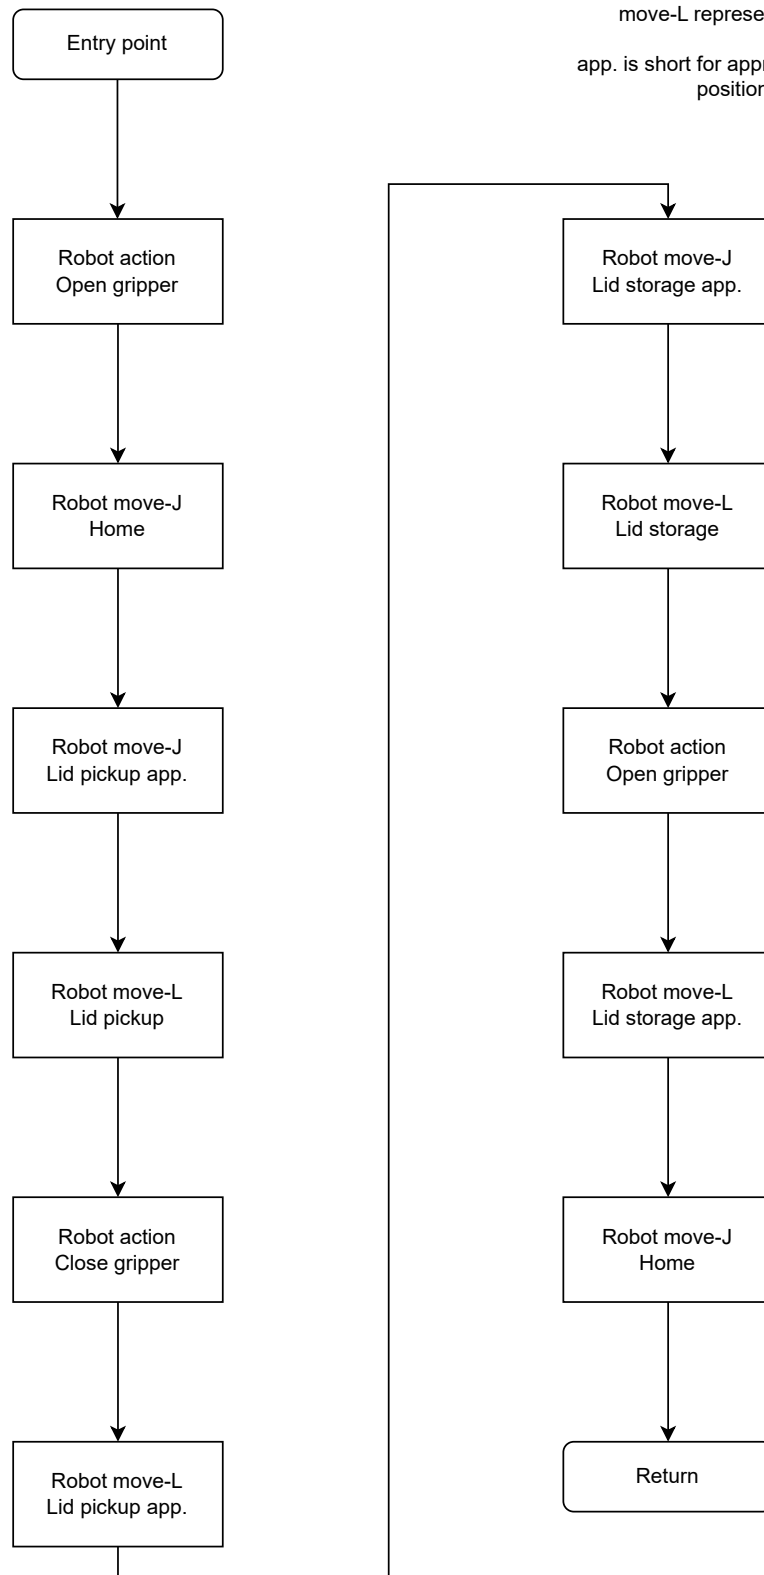 Entry point
Robot action
Open gripper
Robot move-J
Home
Robot move-J
Lid pickup app.
Robot move-L
Lid pickup
Robot action
Close gripper
Robot move-L
Lid pickup app.
move-L
app. is short for
position
Robot move-J
Lid storage app.
Robot move-L
Lid storage
Robot action
Open gripper
Robot move-L
Lid storage app.
Robot move-J
Home
Return